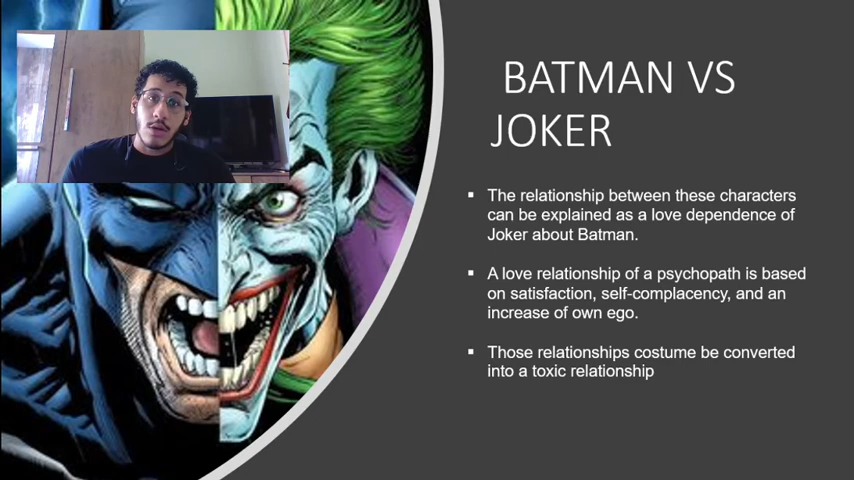 BATMAN VS
JOKER
▪ The relationship between these characters
can be explained as a love dependence of
Joker about Batman.
▪ A love relationship of a psychopath is based
on satisfaction, self-complacency, and an
increase of own ego.
▪ Those relationships costume be converted
into a toxic relationship